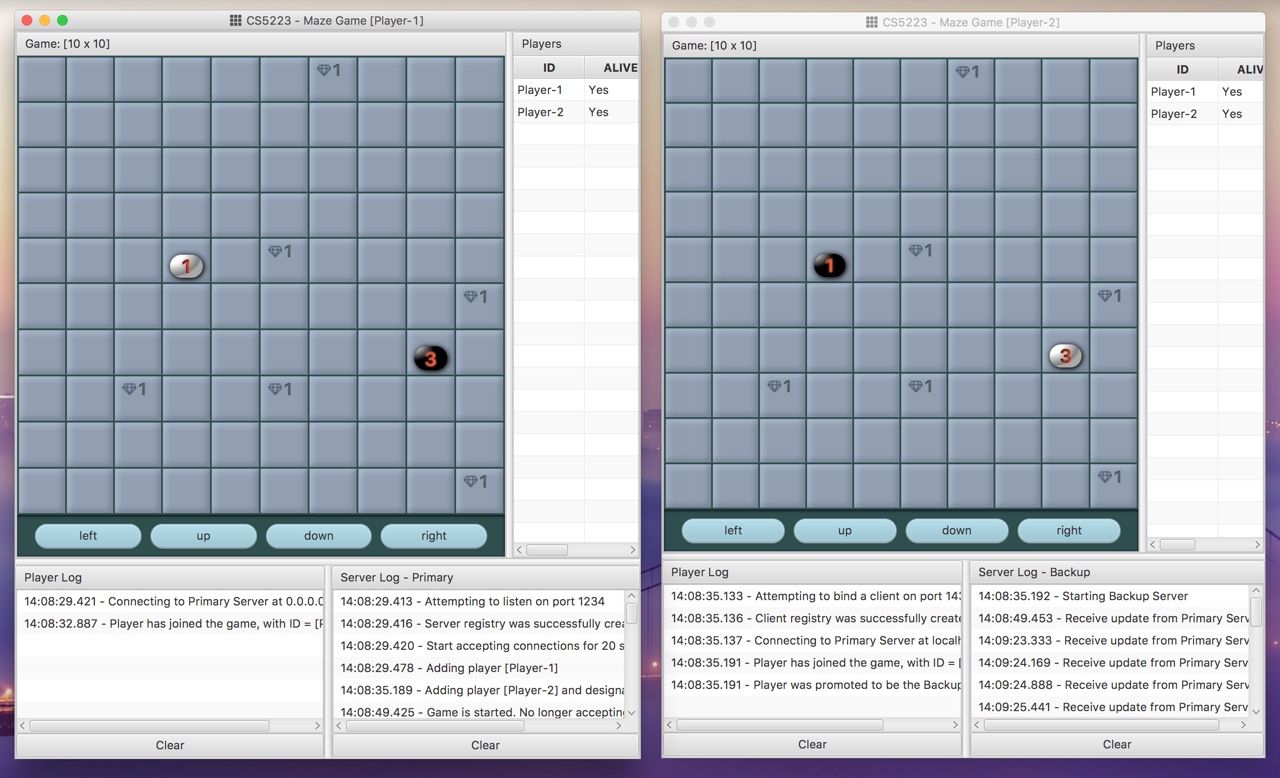 CS5223 - Maze Game [Player-1]
Game: [10 x 10]
Players
ID ALIVE
Player-1 Yes
Player-2 Yes
1
1
1
1
3
1
1
1
left up down right
Player Log
14:08:29.421 - Connecting to Primary Server at 0.0.0.0
14:08:32.887 - Player has joined the game, with ID = [P
Clear
Server Log - Primary
14:08:29.413 - Attempting to listen on port 1234
14:08:29.416 - Server registry was successfully crea
14:08:29.420 - Start accepting connections for 20 s
14:08:29.478 - Adding player [Player-1]
14:08:35.189 - Adding player [Player-2] and designa
14:08:49.425 - Game is started. No longer accepting
Clear
CS5223 - Maze Game [Player-2]
Game: [10 x 10]
Players
ID ALIV
Player-1 Yes
Player-2 Yes
1
1
1
1
3
1
1
1
left up down right
Player Log
14:08:35.133 - Attempting to bind a client on port 143
14:08:35.136 - Client registry was successfully create
14:08:35.137 - Connecting to Primary Server at localh
14:08:35.191 - Player has joined the game, with ID = [
14:08:35.191 - Player was promoted to be the Backup
Clear
Server Log - Backup
14:08:35.192 - Starting Backup Server
14:08:49.453 - Receive update from Primary Serv
14:09:23.333 - Receive update from Primary Serv
14:09:24.169 - Receive update from Primary Serv
14:09:24.888 - Receive update from Primary Serv
14:09:25.441 - Receive update from Primary Serv
Clear